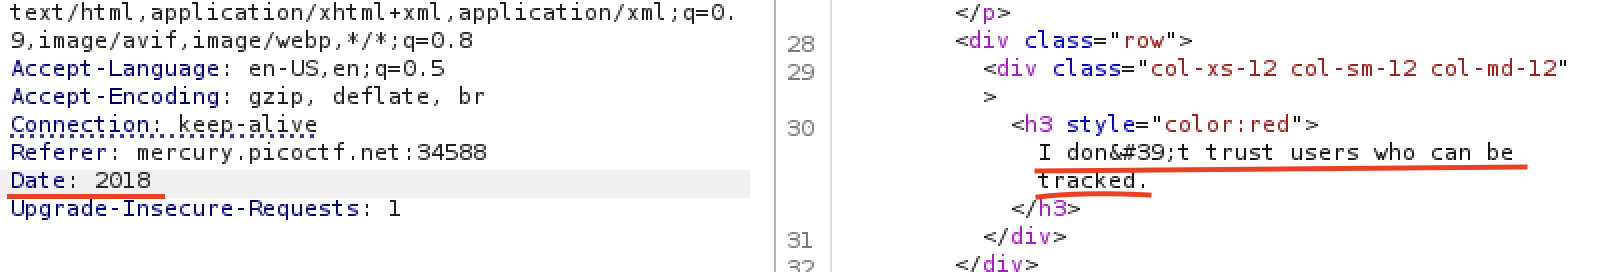 text/html,application/xhtml+xml,application/xml;q=0.
9,image/avif,image/webp,*/*;q=0.8
Accept-Language: en-US,en;q=0.5
Accept-Encoding: gzip, deflate, br
Connection: keep-alive
Referer: mercury.picoctf.net:34588
Date: 2018
Upgrade-Insecure-Requests: 1
</p>
28 <div class="row">
29 <div class="col-xs-12 col-sm-12 col-md-12"
>
30 <h3 style="color:red">
I don&#39;t trust users who can be
tracked.
</h3>
31 </div>
32 </div>